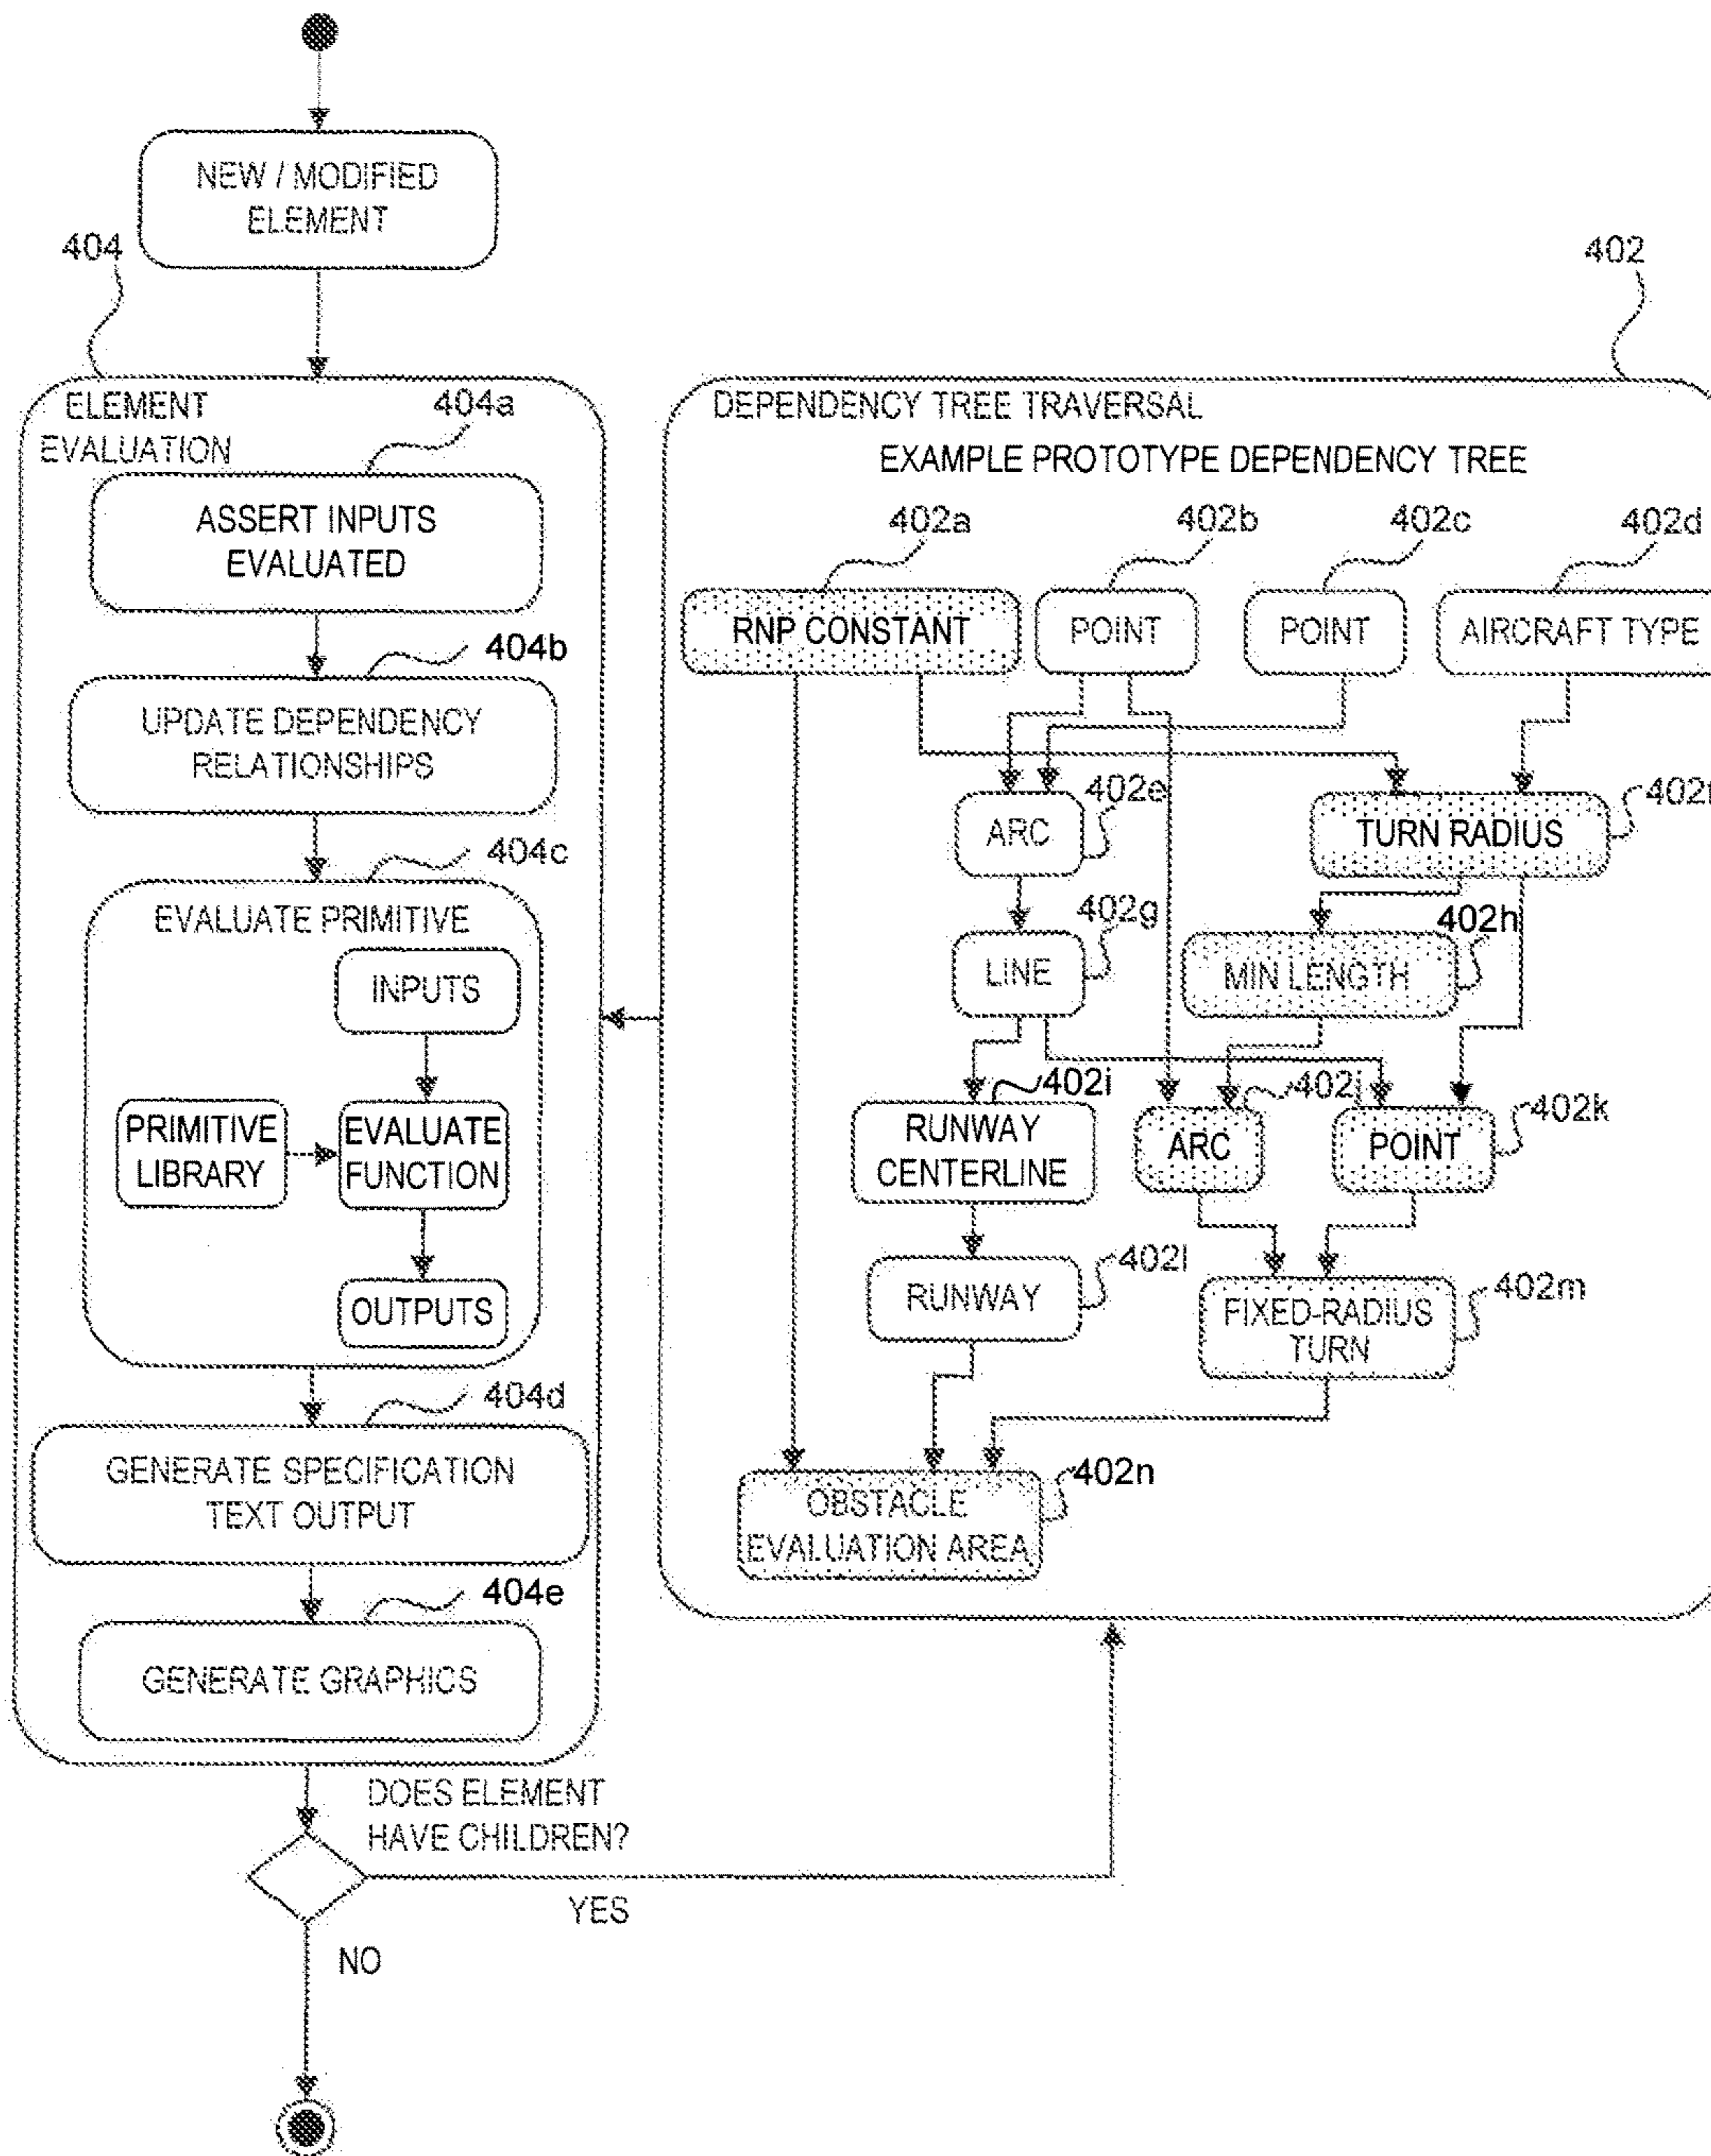 NEW / MODIFIED
ELEMENT
404
402
ELEMENT
EVALUATION
404a
ASSERT INPUTS
EVALUATED
404b
UPDATE DEPENDENCY
RELATIONSHIPS
404c
EVALUATE PRIMITIVE
INPUTS
PRIMITIVE
LIBRARY
EVALUATE
FUNCTION
OUTPUTS
404d
GENERATE SPECIFICATION
TEXT OUTPUT
404e
GENERATE GRAPHICS
DEPENDENCY TREE TRAVERSAL
EXAMPLE PROTOTYPE DEPENDENCY TREE
402a
402b
402c
402d
RNP CONSTANT
POINT
POINT
AIRCRAFT TYPE
402e
ARC
402f
TURN RADIUS
402g
LINE
402h
MIN LENGTH
402i
RUNWAY
CENTERLINE
402j
ARC
402k
POINT
402l
RUNWAY
402m
FIXED-RADIUS
TURN
402n
OBSTACLE
EVALUATION AREA
DOES ELEMENT
HAVE CHILDREN?
YES
NO